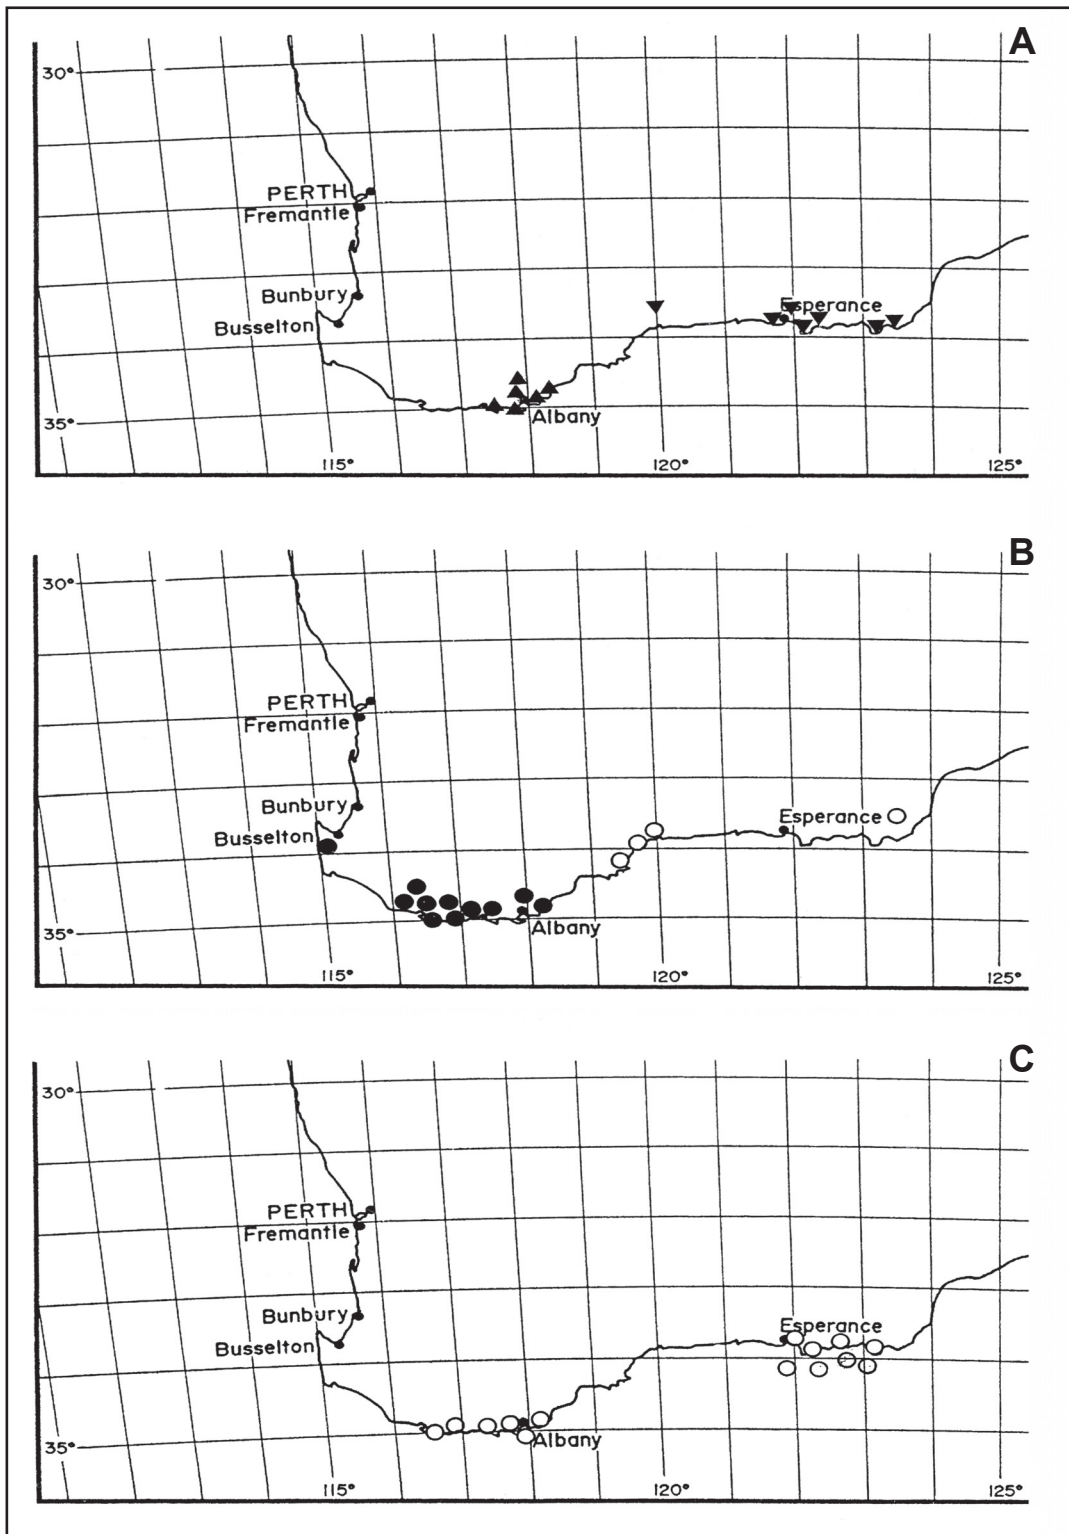 A
30°
PERTH
Fremantle
Bunbury
Busselton
Esperance
Albany
35°
115°
120°
125°
B
30°
PERTH
Fremantle
Bunbury
Busselton
Esperance
Albany
35°
115°
120°
125°
C
30°
PERTH
Fremantle
Bunbury
Busselton
Esperance
Albany
35°
115°
120°
125°